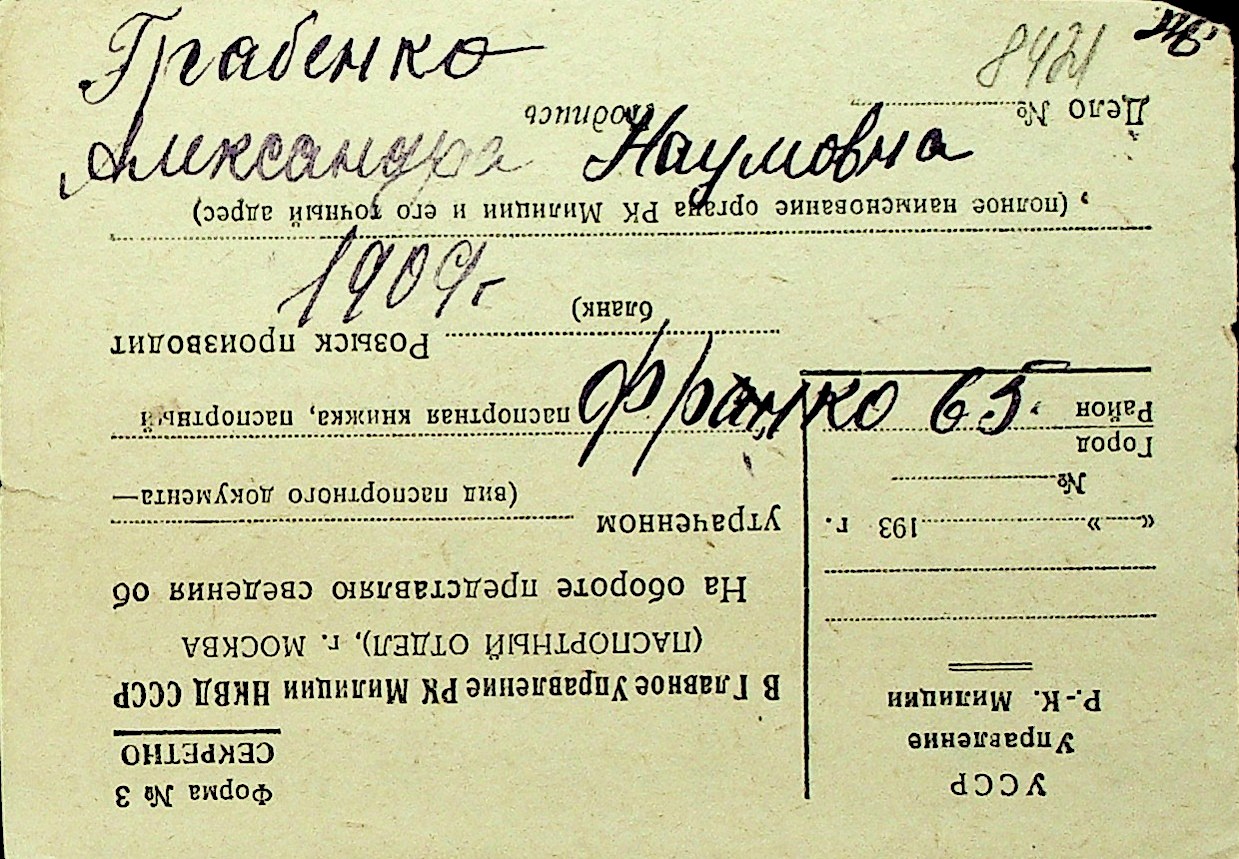 Грабенко
Александра Наумовна
1909 г.
Франко 65
8421
УССР
Управление
Р.-К. Милиции
„ “ 193 г.
№
Город
Район
Форма № 3
СЕКРЕТНО
В Главное Управление РК Милиции НКВД СССР
(ПАСПОРТНЫЙ ОТДЕЛ), г. МОСКВА
На обороте представляю сведения об
утраченном
(вид паспортного документа—
паспортная книжка, паспортный
бланк)
Розыск производит
(полное наименование органа РК Милиции и его точный адрес)
Дело №
Подпись